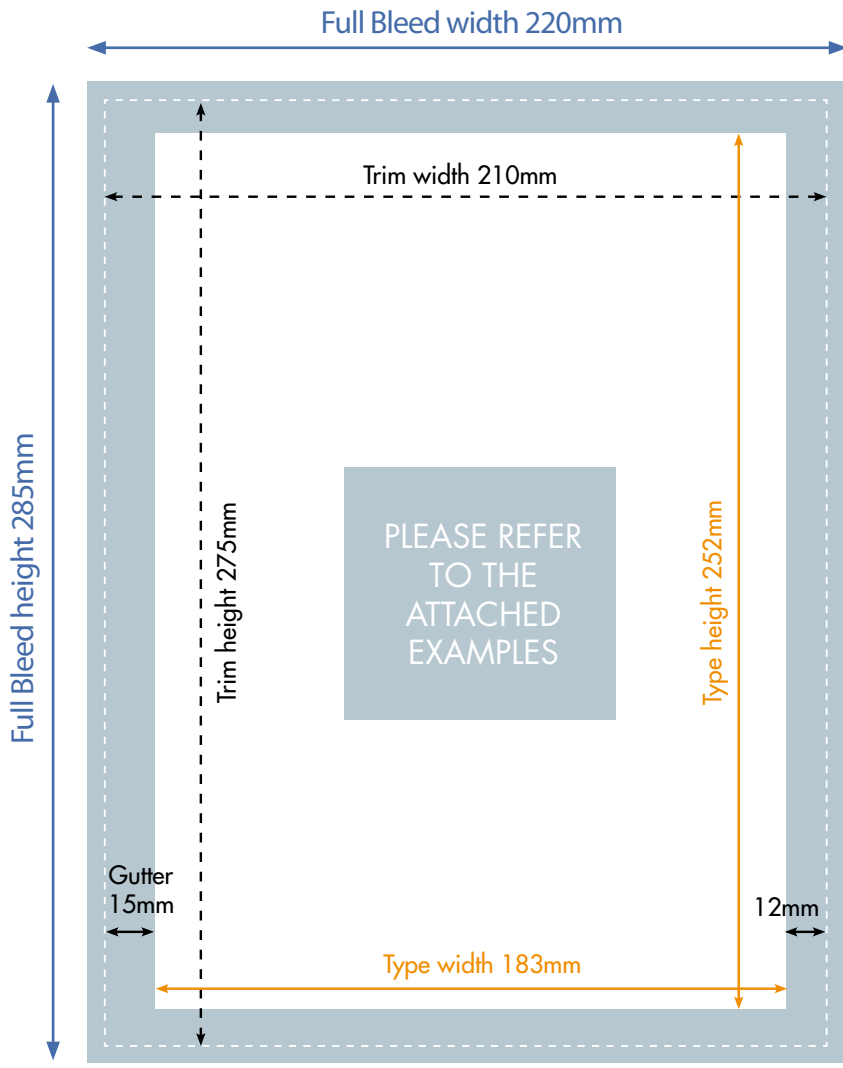 Full Bleed width 220mm
Trim width 210mm
Full Bleed height 285mm
Trim height 275mm
Type height 252mm
PLEASE REFER
TO THE
ATTACHED
EXAMPLES
Gutter
15mm
12mm
Type width 183mm